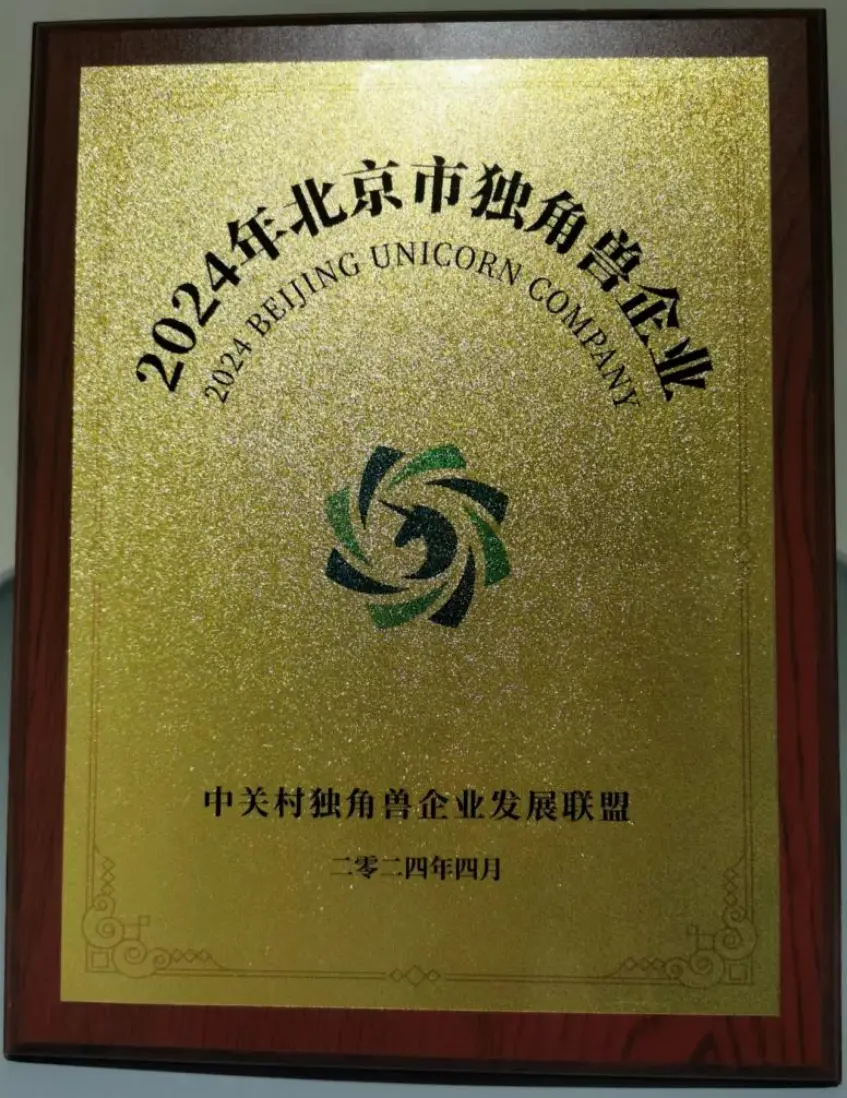 2024年北京市独角兽企业
2024 BEIJING UNICORN COMPANY
中关村独角兽企业发展联盟
二零二四年四月